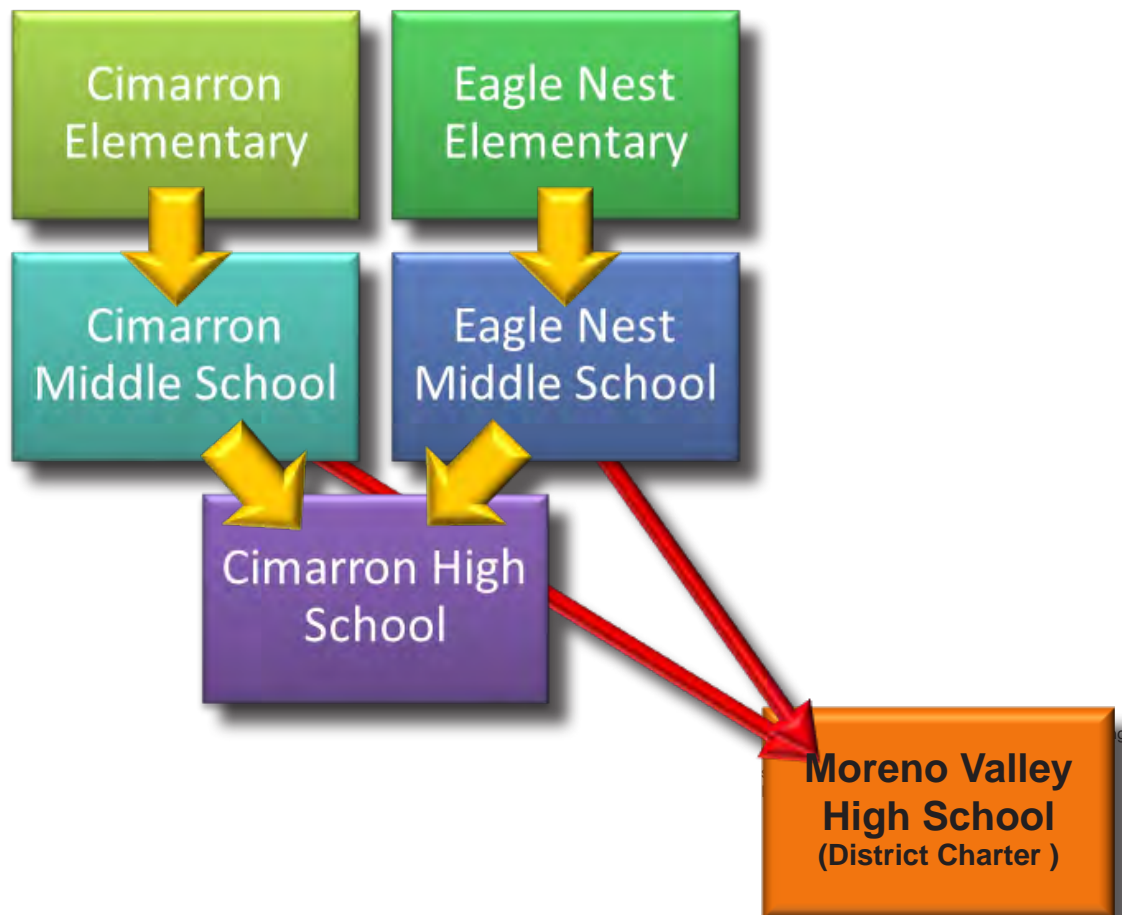 Cimarron
Elementary
Eagle Nest
Elementary
Cimarron
Middle School
Eagle Nest
Middle School
Cimarron High
School
Moreno Valley
High School
(District Charter )